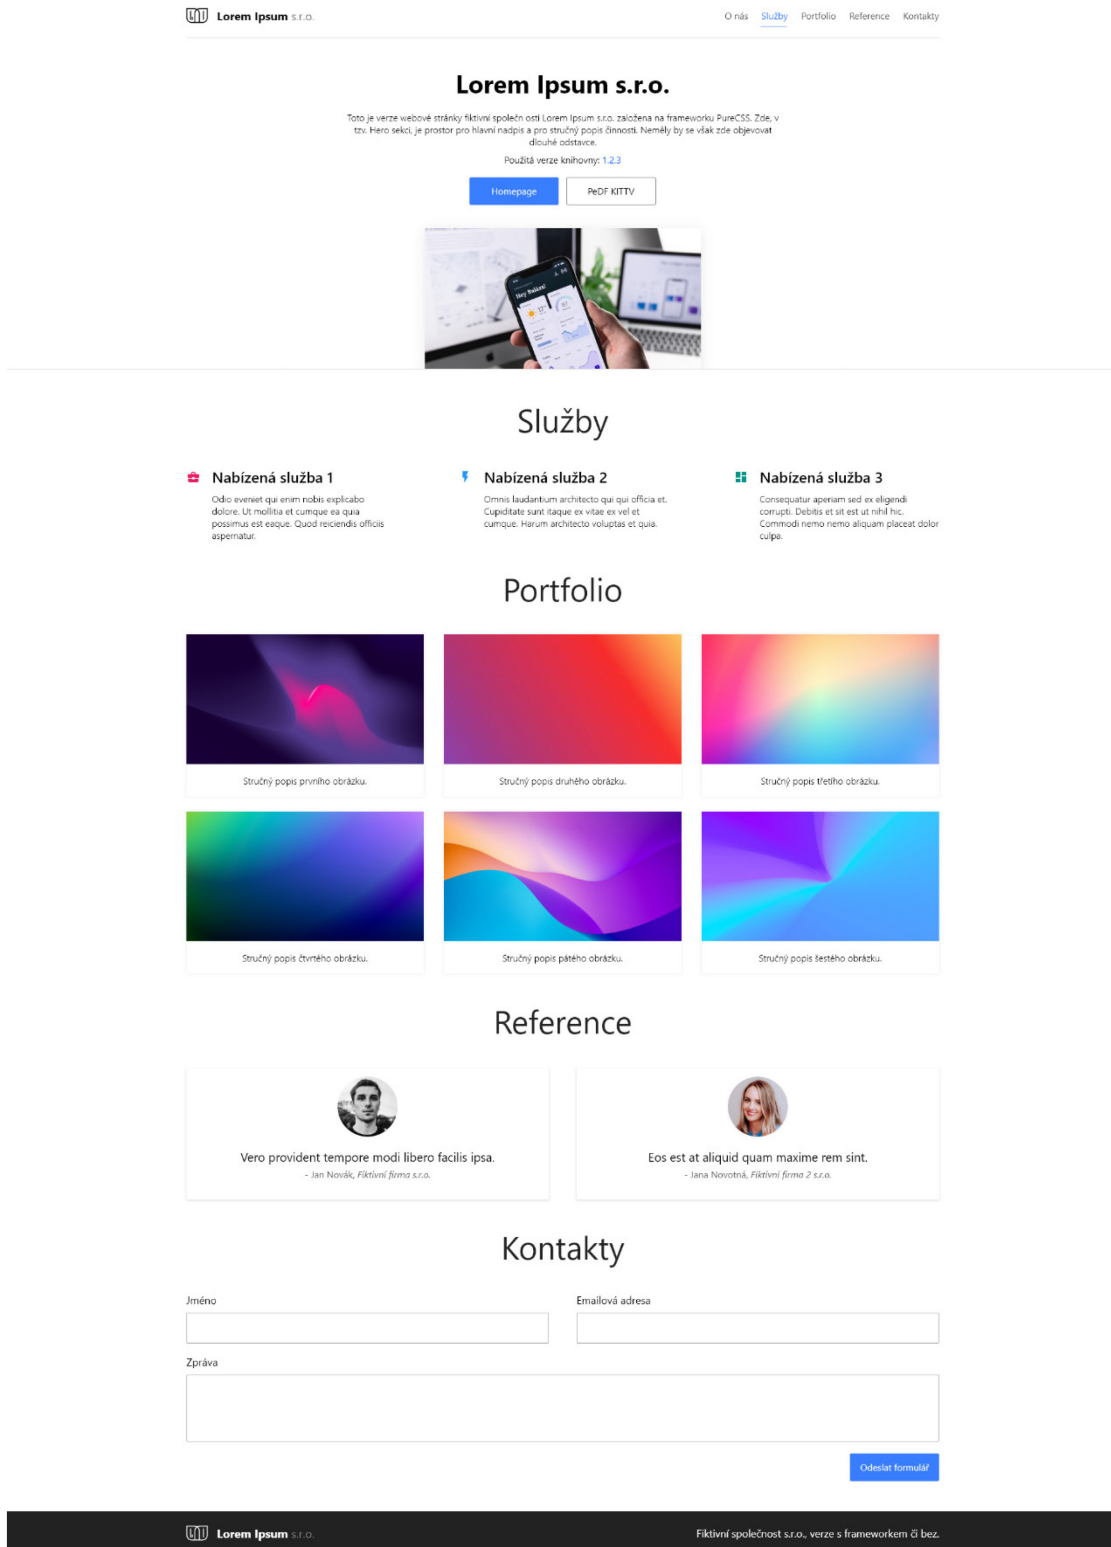 Lorem Ipsum s.r.o.
O nás Služby Portfolio Reference Kontakty
Lorem Ipsum s.r.o.
Toto je verze webové stránky fiktivní společn osti Lorem Ipsum s.r.o. založena na frameworku PureCSS. Zde, v
tzv. Hero sekci, je prostor pro hlavní nadpis a pro stručný popis činnosti. Neměly by se však zde objevovat
dlouhé odstavce.
Použitá verze knihovny: 1.2.3
Homepage PeDF KITTV
Služby
Nabízená služba 1
Odio eveniet qui enim nobis explicabo
dolore. Ut mollitia et cumque ea quia
possimus est eaque. Quod reiciendis officiis
aspernatur.
Nabízená služba 2
Omnis laudantium architecto qui qui officia et.
Cupiditate sunt itaque ex vitae ex vel et
cumque. Harum architecto voluptas et quia.
Nabízená služba 3
Consequatur aperiam sed ex eligendi
corrupti. Debitis et sit est ut nihil hic.
Commodi nemo nemo aliquam placeat dolor
culpa.
Portfolio
Stručný popis prvního obrázku.
Stručný popis druhého obrázku.
Stručný popis třetího obrázku.
Stručný popis čtvrtého obrázku.
Stručný popis pátého obrázku.
Stručný popis šestého obrázku.
Reference
Vero provident tempore modi libero facilis ipsa.
- Jan Novák, Fiktivní firma s.r.o.
Eos est at aliquid quam maxime rem sint.
- Jana Novotná, Fiktivní firma 2 s.r.o.
Kontakty
Jméno
Emailová adresa
Zpráva
Odeslat formulář
Lorem Ipsum s.r.o.
Fiktivní společnost s.r.o., verze s frameworkem či bez.